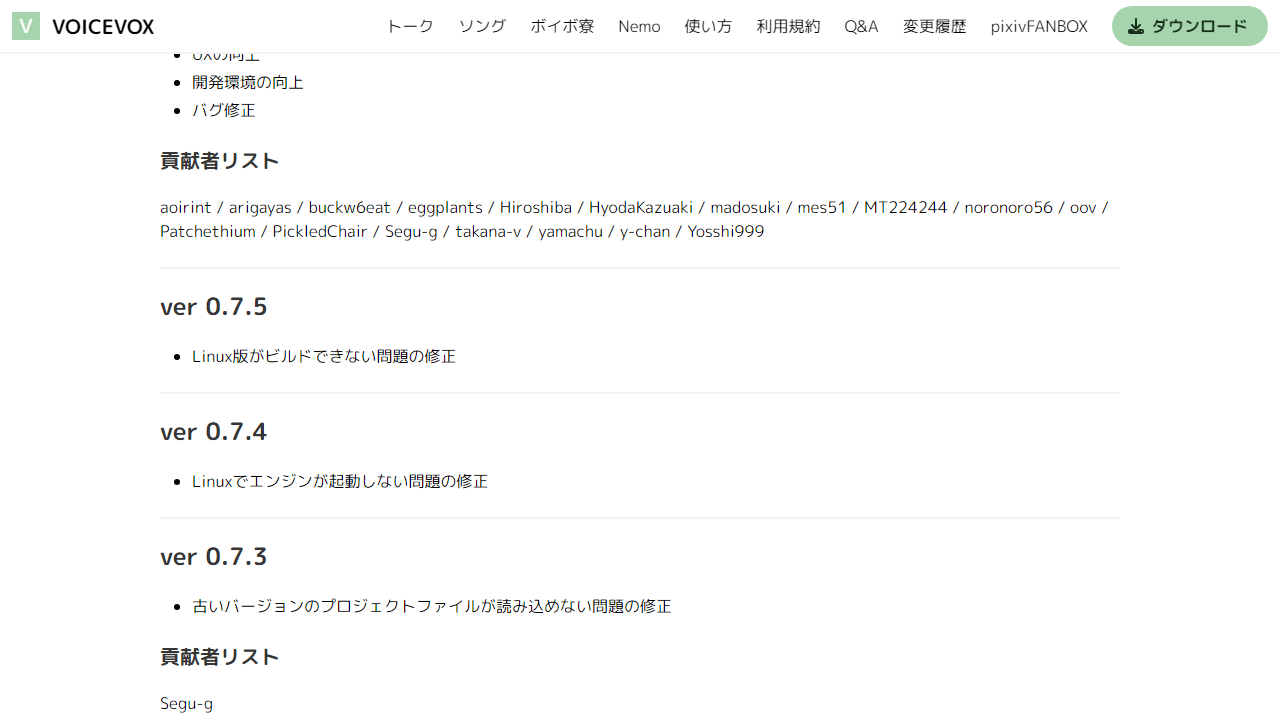 V VOICEVOX トーク ソング ボイボ寮 Nemo 使い方 利用規約 Q&A 変更履歴 pixivFANBOX ダウンロード
UXの向上
開発環境の向上
バグ修正
貢献者リスト
aoirint / arigayas / buckw6eat / eggplants / Hiroshiba / HyodaKazuaki / madosuki / mes51 / MT224244 / noronoro56 / oov /
Patchethium / PickledChair / Segu-g / takana-v / yamachu / y-chan / Yosshi999
ver 0.7.5
Linux版がビルドできない問題の修正
ver 0.7.4
Linuxでエンジンが起動しない問題の修正
ver 0.7.3
古いバージョンのプロジェクトファイルが読み込めない問題の修正
貢献者リスト
Segu-g